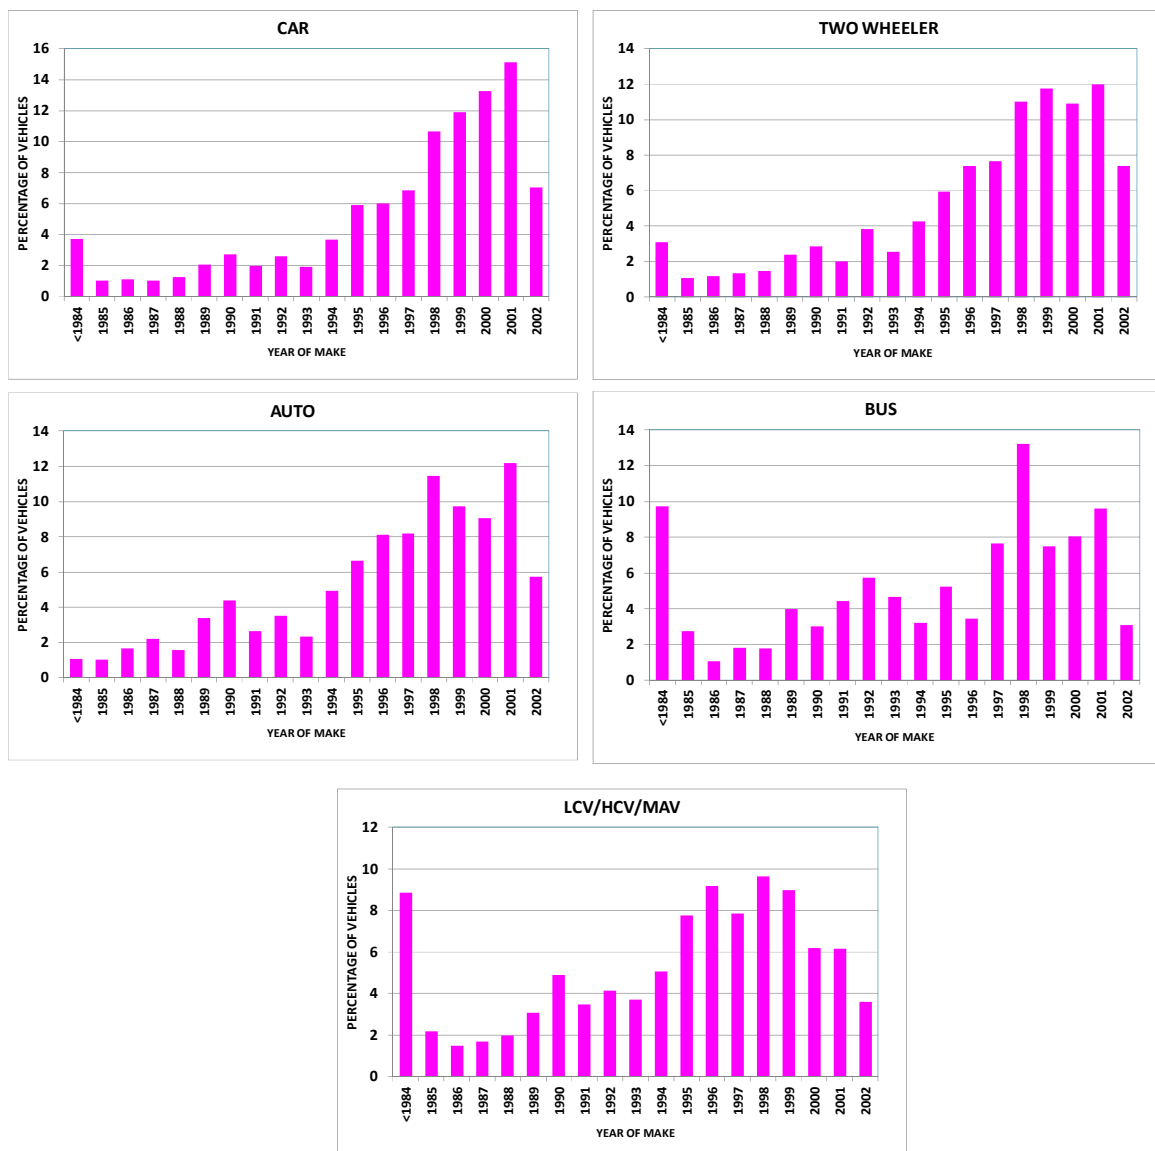 CAR
PERCENTAGE OF VEHICLES
16
14
12
10
8
6
4
2
0
<1984 1985 1986 1987 1988 1989 1990 1991 1992 1993 1994 1995 1996 1997 1998 1999 2000 2001 2002
YEAR OF MAKE
TWO WHEELER
PERCENTAGE OF VEHICLES
14
12
10
8
6
4
2
0
<1984 1985 1986 1987 1988 1989 1990 1991 1992 1993 1994 1995 1996 1997 1998 1999 2000 2001 2002
YEAR OF MAKE
AUTO
PERCENTAGE OF VEHICLES
14
12
10
8
6
4
2
0
<1984 1985 1986 1987 1988 1989 1990 1991 1992 1993 1994 1995 1996 1997 1998 1999 2000 2001 2002
YEAR OF MAKE
BUS
PERCENTAGE OF VEHICLES
14
12
10
8
6
4
2
0
<1984 1985 1986 1987 1988 1989 1990 1991 1992 1993 1994 1995 1996 1997 1998 1999 2000 2001 2002
YEAR OF MAKE
LCV/HCV/MAV
PERCENTAGE OF VEHICLES
12
10
8
6
4
2
0
<1984 1985 1986 1987 1988 1989 1990 1991 1992 1993 1994 1995 1996 1997 1998 1999 2000 2001 2002
YEAR OF MAKE